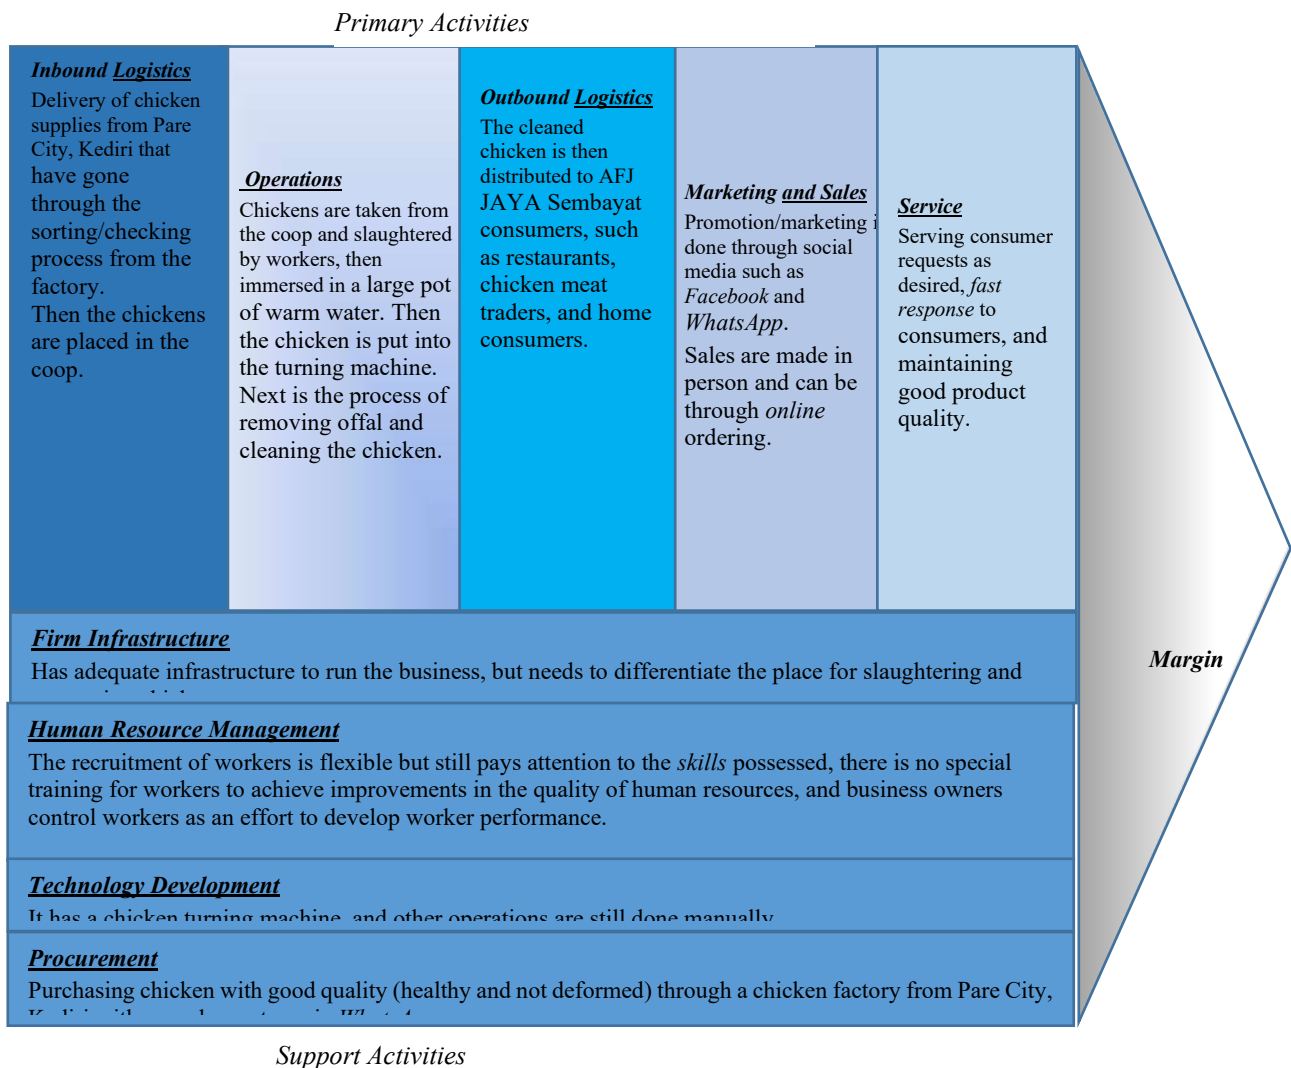 Primary Activities
Inbound Logistics
Delivery of chicken
supplies from Pare
City, Kediri that
have gone
through the
sorting/checking
process from the
factory.
Then the chickens
are placed in the
coop.
Operations
Chickens are taken from
the coop and slaughtered
by workers, then
immersed in a large pot
of warm water. Then
the chicken is put into
the turning machine.
Next is the process of
removing offal and
cleaning the chicken.
Outbound Logistics
The cleaned
chicken is then
distributed to AFJ
JAYA Sembayat
consumers, such
as restaurants,
chicken meat
traders, and home
consumers.
Marketing and Sales
Promotion/marketing i
done through social
media such as
Facebook and
WhatsApp.
Sales are made in
person and can be
through online
ordering.
Service
Serving consumer
requests as
desired, fast
response to
consumers, and
maintaining
good product
quality.
Firm Infrastructure
Has adequate infrastructure to run the business, but needs to differentiate the place for slaughtering and
Human Resource Management
The recruitment of workers is flexible but still pays attention to the skills possessed, there is no special
training for workers to achieve improvements in the quality of human resources, and business owners
control workers as an effort to develop worker performance.
Technology Development
It has a chicken turning machine, and other operations are still done manually
Procurement
Purchasing chicken with good quality (healthy and not deformed) through a chicken factory from Pare City,
Margin
Support Activities